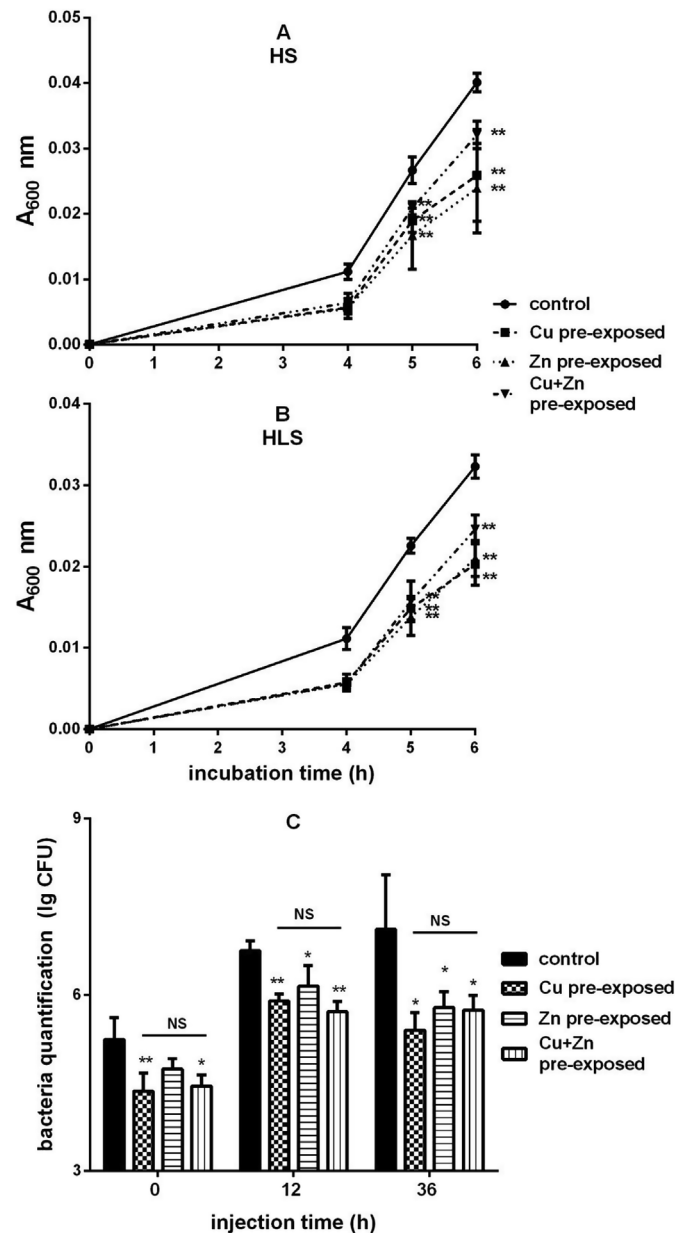 A
HS
0.05
0.04
0.03
0.02
0.01
0.00
A600 nm
**
**
**
**
**
**
0 1 2 3 4 5 6
control
Cu pre-exposed
Zn pre-exposed
Cu+Zn
pre-exposed
B
HLS
0.04
0.03
0.02
0.01
0.00
A600 nm
**
**
**
**
**
**
0 1 2 3 4 5 6
incubation time (h)
C
9
6
3
bacteria quantification (lg CFU)
NS
** *
NS
** * **
NS
* * *
0 12 36
injection time (h)
control
Cu pre-exposed
Zn pre-exposed
Cu+Zn
pre-exposed